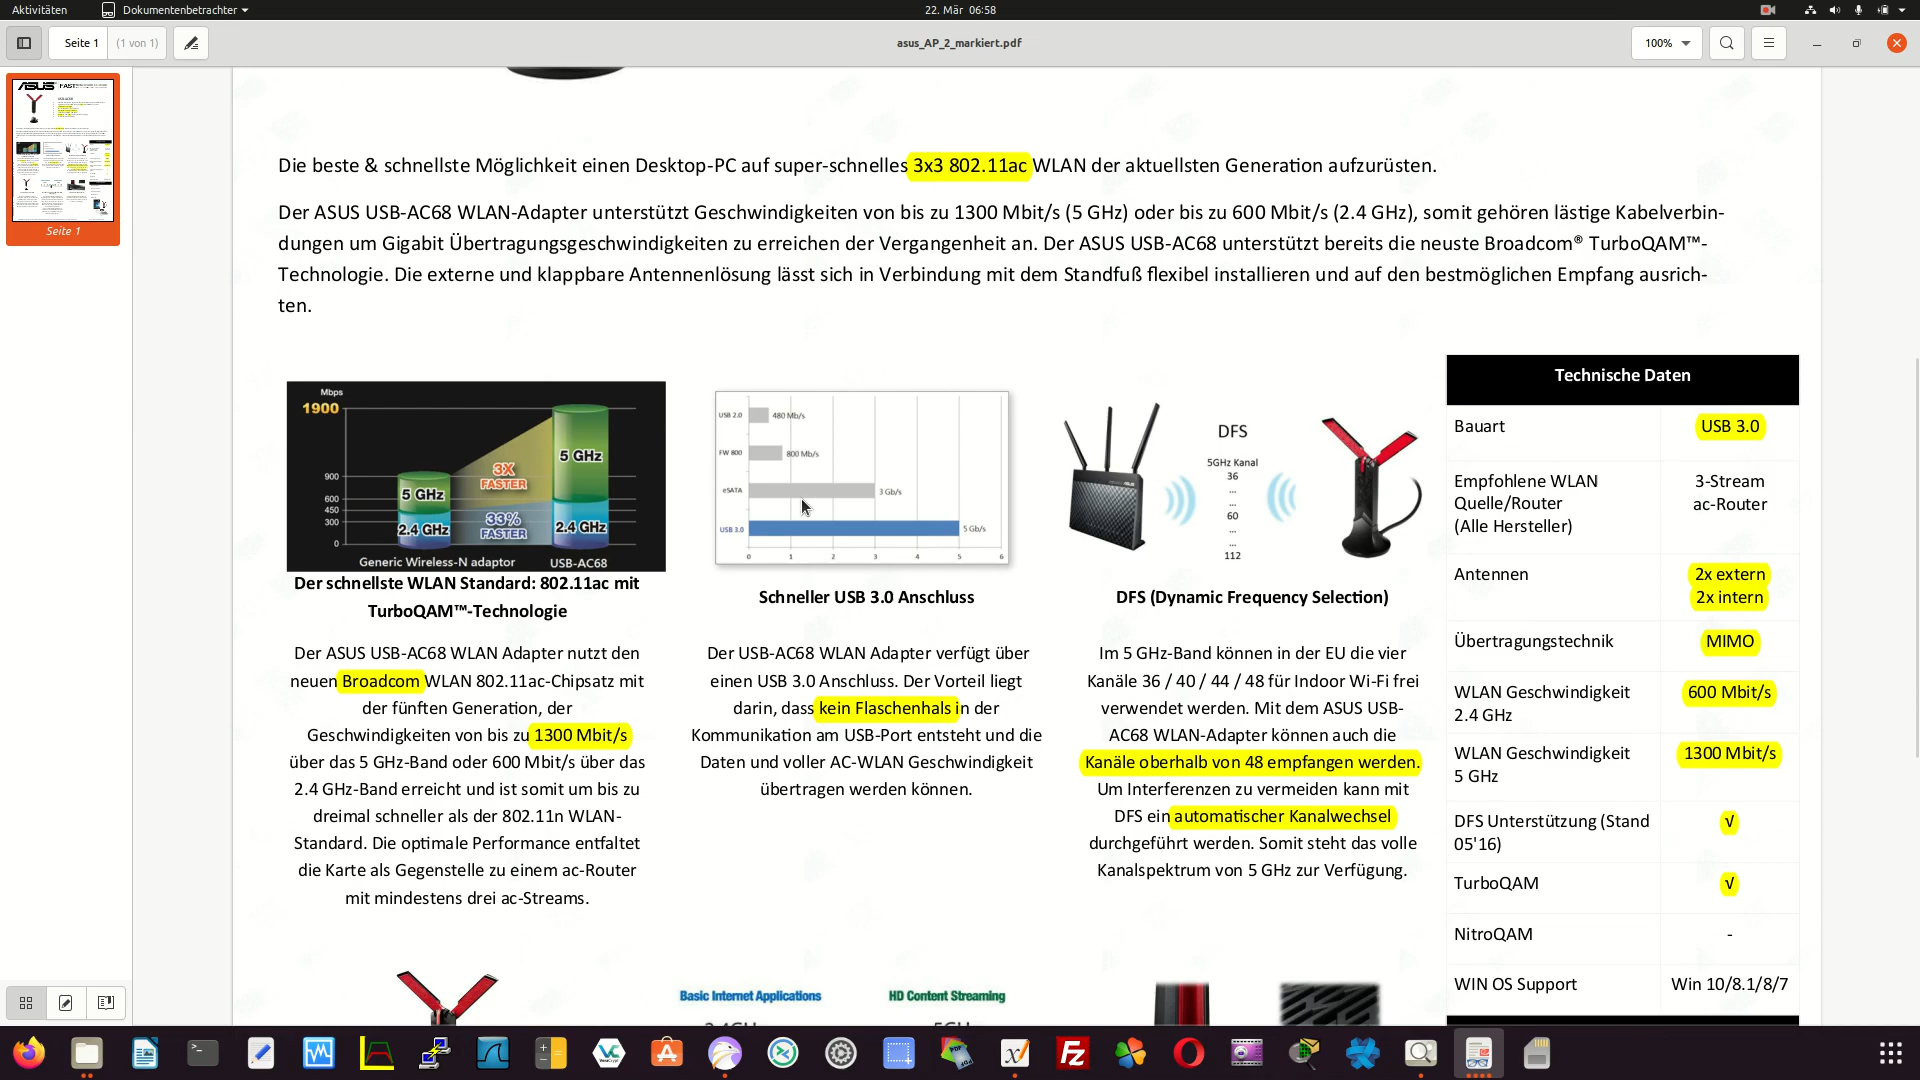 Aktivitäten
Dokumentenbetrachter
22. Mär 06:58
Seite 1
(1 von 1)
asus_AP_2_markiert.pdf
100%
ASUS
Seite 1
Die beste & schnellste Möglichkeit einen Desktop-PC auf super-schnelles 3x3 802.11ac WLAN der aktuellsten Generation aufzurüsten.
Der ASUS USB-AC68 WLAN-Adapter unterstützt Geschwindigkeiten von bis zu 1300 Mbit/s (5 GHz) oder bis zu 600 Mbit/s (2.4 GHz), somit gehören lästige Kabelverbin-
dungen um Gigabit Übertragungsgeschwindigkeiten zu erreichen der Vergangenheit an. Der ASUS USB-AC68 unterstützt bereits die neuste Broadcom® TurboQAM™-
Technologie. Die externe und klappbare Antennenlösung lässt sich in Verbindung mit dem Standfuß flexibel installieren und auf den bestmöglichen Empfang ausrich-
ten.
Mbps
1900
900
600
450
300
0
5 GHz
2.4 GHz
3X
FASTER
33%
FASTER
5 GHz
2.4 GHz
Generic Wireless-N adaptor
USB-AC68
Der schnellste WLAN Standard: 802.11ac mit
TurboQAM™-Technologie
Der ASUS USB-AC68 WLAN Adapter nutzt den
neuen Broadcom WLAN 802.11ac-Chipsatz mit
der fünften Generation, der
Geschwindigkeiten von bis zu 1300 Mbit/s
über das 5 GHz-Band oder 600 Mbit/s über das
2.4 GHz-Band erreicht und ist somit um bis zu
dreimal schneller als der 802.11n WLAN-
Standard. Die optimale Performance entfaltet
die Karte als Gegenstelle zu einem ac-Router
mit mindestens drei ac-Streams.
USB 2.0
480 Mb/s
FW 800
800 Mb/s
eSATA
3 Gb/s
USB 3.0
5 Gb/s
0 1 2 3 4 5 6
Schneller USB 3.0 Anschluss
Der USB-AC68 WLAN Adapter verfügt über
einen USB 3.0 Anschluss. Der Vorteil liegt
darin, dass kein Flaschenhals in der
Kommunikation am USB-Port entsteht und die
Daten und voller AC-WLAN Geschwindigkeit
übertragen werden können.
DFS
5GHz Kanal
36
...
60
...
112
DFS (Dynamic Frequency Selection)
Im 5 GHz-Band können in der EU die vier
Kanäle 36 / 40 / 44 / 48 für Indoor Wi-Fi frei
verwendet werden. Mit dem ASUS USB-
AC68 WLAN-Adapter können auch die
Kanäle oberhalb von 48 empfangen werden.
Um Interferenzen zu vermeiden kann mit
DFS ein automatischer Kanalwechsel
durchgeführt werden. Somit steht das volle
Kanalspektrum von 5 GHz zur Verfügung.
Technische Daten
Bauart USB 3.0
Empfohlene WLAN 3-Stream
Quelle/Router ac-Router
(Alle Hersteller)
Antennen 2x extern
2x intern
Übertragungstechnik MIMO
WLAN Geschwindigkeit 600 Mbit/s
2.4 GHz
WLAN Geschwindigkeit 1300 Mbit/s
5 GHz
DFS Unterstützung (Stand √
05'16)
TurboQAM √
NitroQAM -
WIN OS Support Win 10/8.1/8/7
Basic Internet Applications
HD Content Streaming
2.4GHz
5GHz